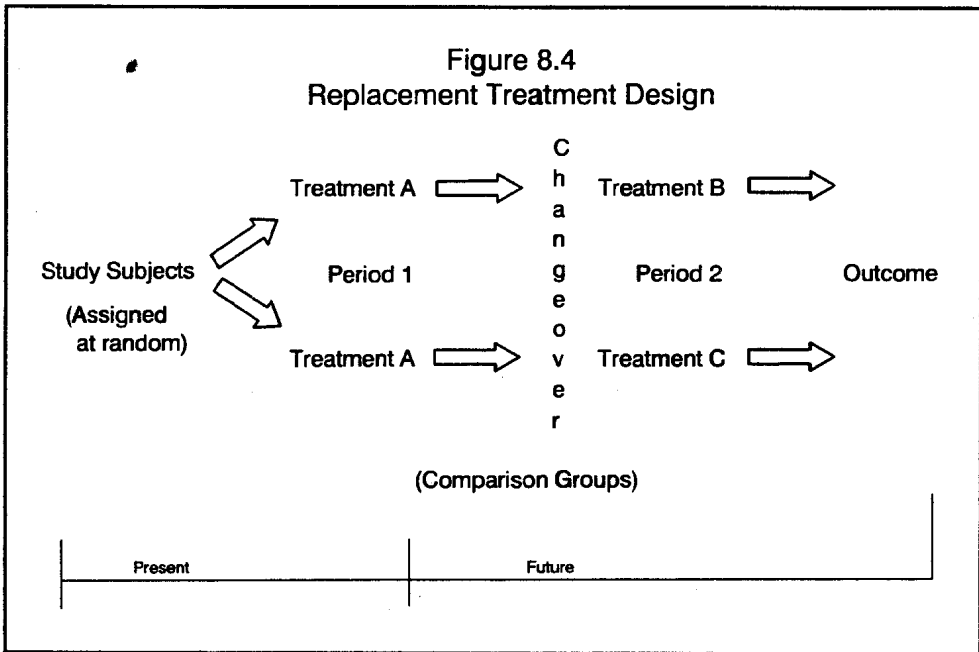 Figure 8.4
Replacement Treatment Design
Treatment A
Treatment B
Changeover
Study Subjects
Period 1
Period 2
Outcome
(Assigned
at random)
Treatment A
Treatment C
(Comparison Groups)
Present
Future